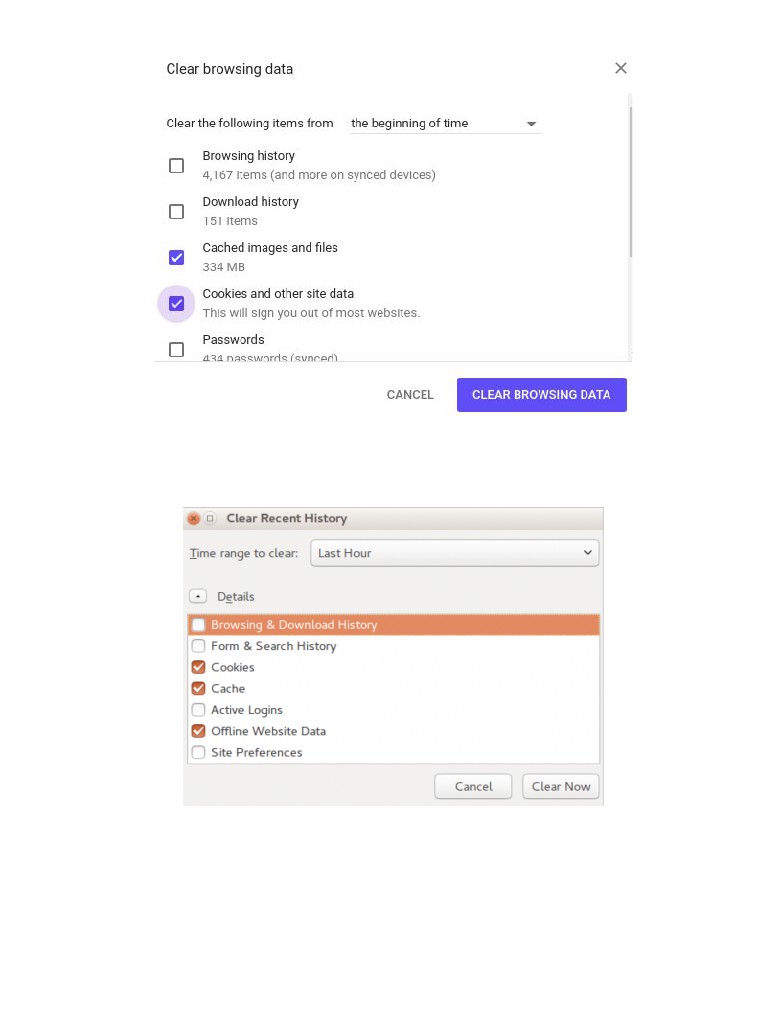 Clear browsing data
Clear the following items from the beginning of time
Browsing history
4,167 items (and more on synced devices)
Download history
151 items
Cached images and files
334 MB
Cookies and other site data
This will sign you out of most websites.
Passwords
434 passwords (synced)
CANCEL CLEAR BROWSING DATA
Clear Recent History
Time range to clear: Last Hour
Details
Browsing & Download History
Form & Search History
Cookies
Cache
Active Logins
Offline Website Data
Site Preferences
Cancel Clear Now